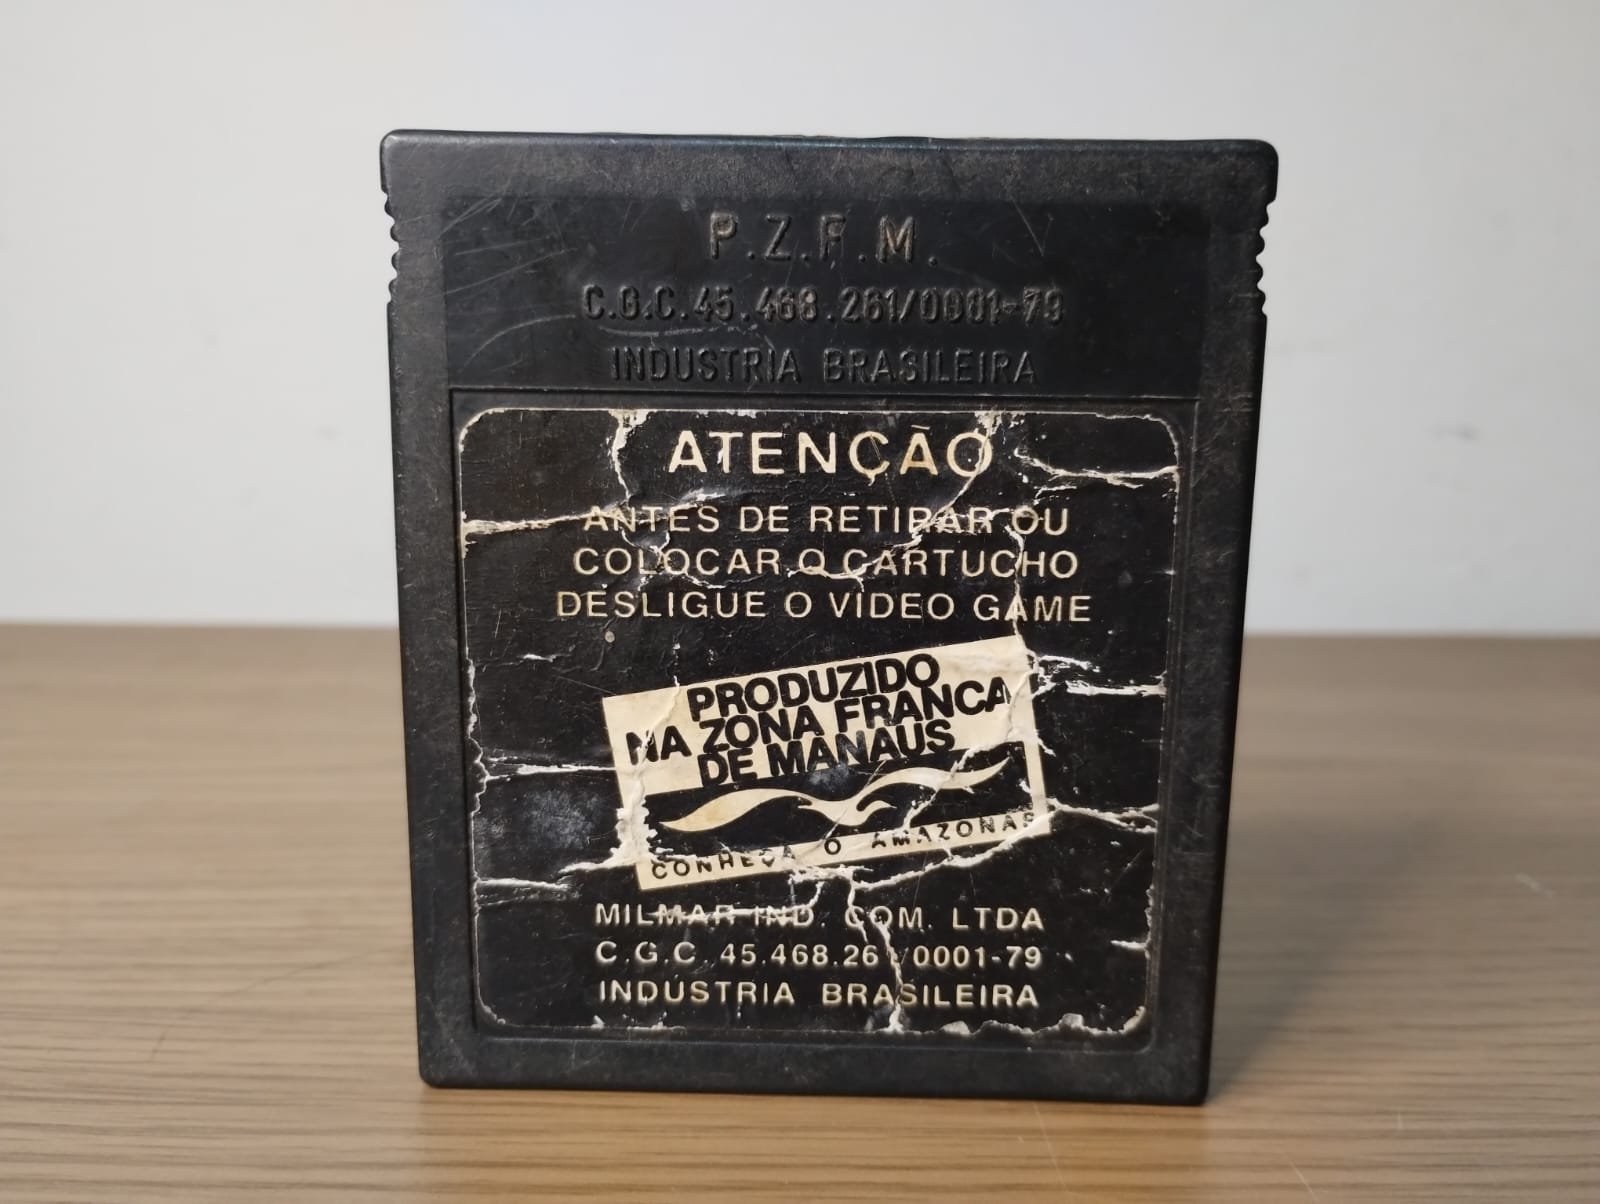 P.Z.F.M.
C.G.C.45.468.261/0001-79
INDUSTRIA BRASILEIRA
ATENÇÃO
ANTES DE RETIRAR OU
COLOCAR O CARTUCHO
DESLIGUE O VIDEO GAME
PRODUZIDO
NA ZONA FRANCA
DE MANAUS
CONHEÇA O AMAZONAS
MILMAR IND. COM. LTDA
C.G.C. 45.468.261/0001-79
INDÚSTRIA BRASILEIRA